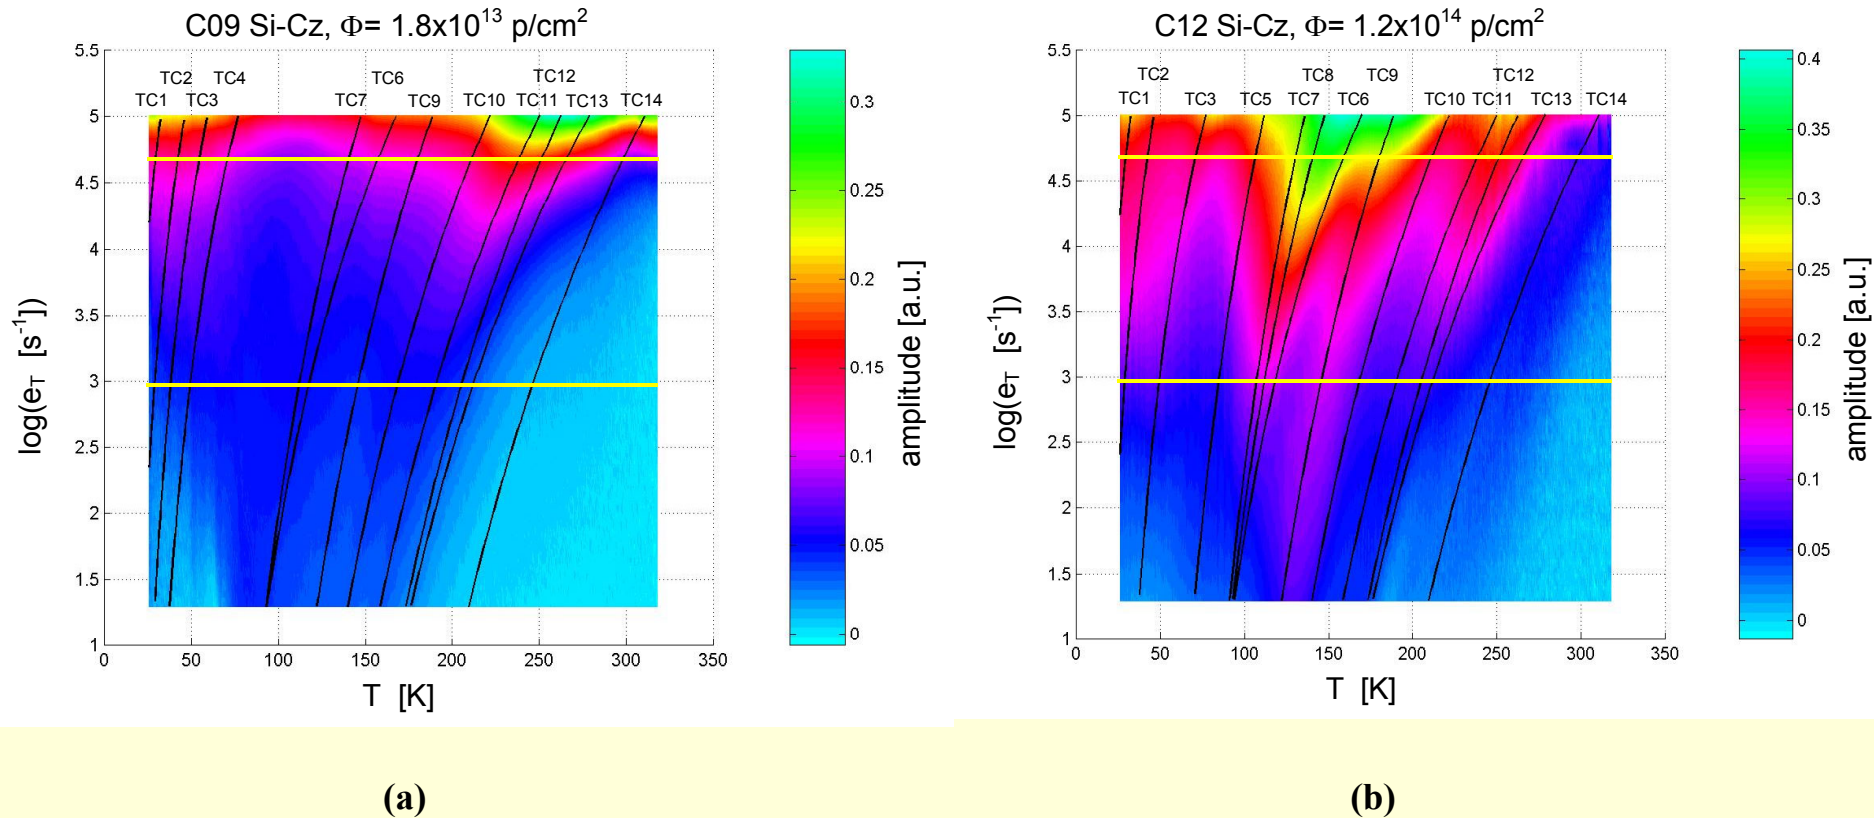 C09 Si-Cz, Φ= 1.8x10^13 p/cm^2
TC2 TC4 TC6 TC12
TC1 TC3 TC7 TC9 TC10 TC11 TC13 TC14
5.5
5
4.5
4
3.5
3
2.5
2
1.5
1
0 50 100 150 200 250 300 350
log(e_T [s^-1])
T [K]
0.3
0.25
0.2
0.15
0.1
0.05
0
amplitude [a.u.]
(a)
C12 Si-Cz, Φ= 1.2x10^14 p/cm^2
TC2 TC8 TC9 TC12
TC1 TC3 TC5 TC7 TC6 TC10 TC11 TC13 TC14
5.5
5
4.5
4
3.5
3
2.5
2
1.5
1
0 50 100 150 200 250 300 350
log(e_T [s^-1])
T [K]
0.4
0.35
0.3
0.25
0.2
0.15
0.1
0.05
0
amplitude [a.u.]
(b)